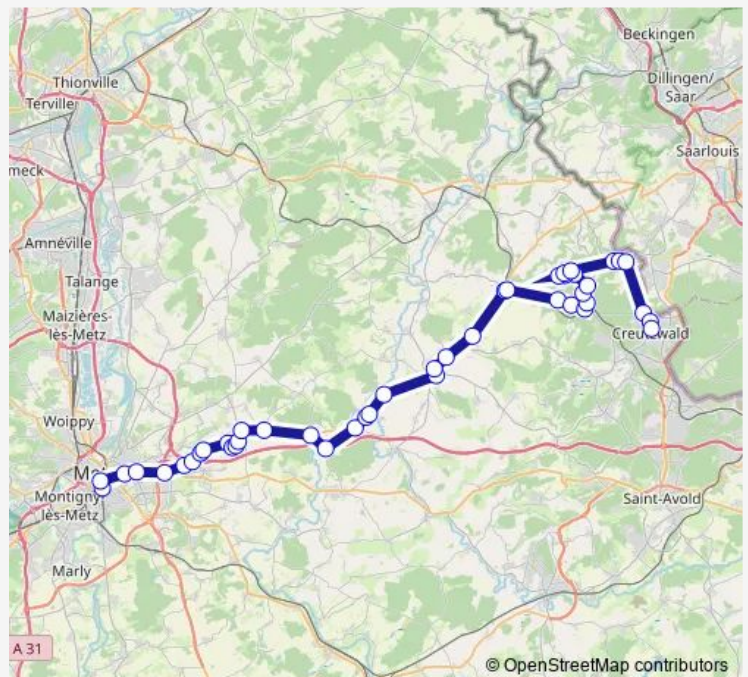 Beckingen
Thionville
Terville
Dillingen/
Saar
Saarlouis
meck
Amnéville
Talange
Maizières-
lès-Metz
Creutzwald
Woippy
Met
Montigny-
lès-Metz
Saint-Avold
Marly
A 31
© OpenStreetMap contributors